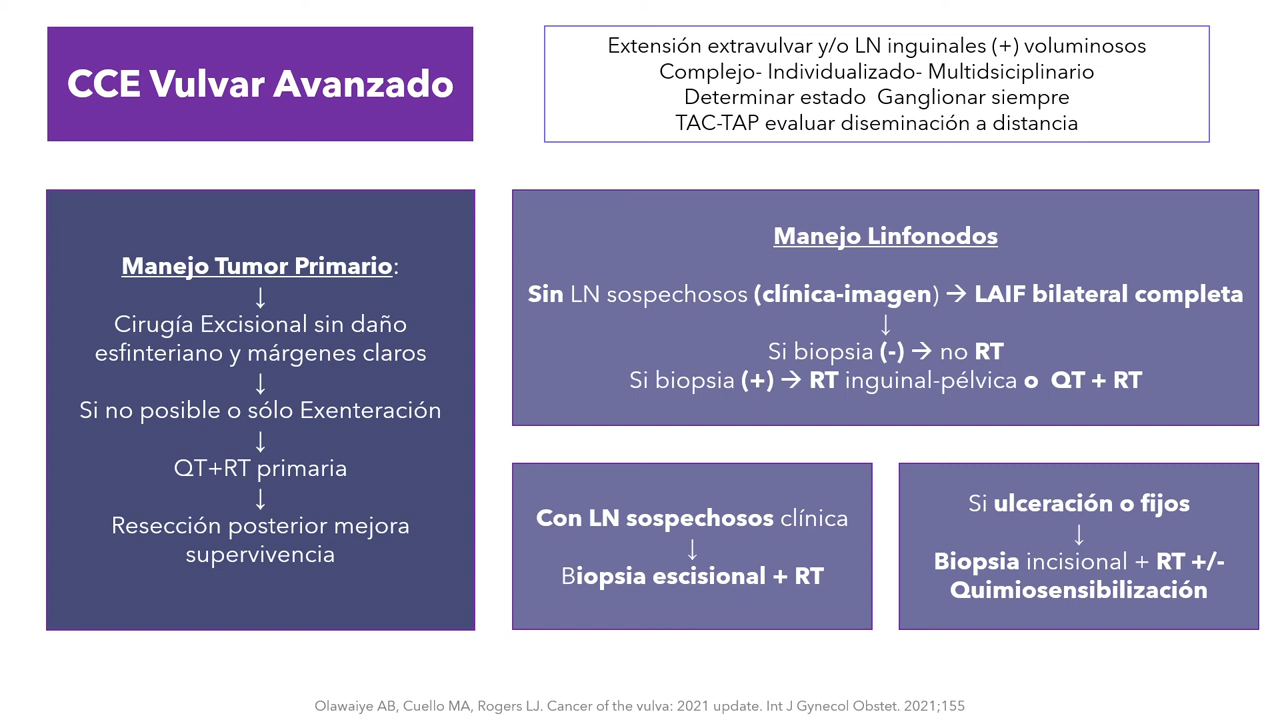 CCE Vulvar Avanzado
Extensión extravulvar y/o LN inguinales (+) voluminosos
Complejo- Individualizado- Multidsiciplinario
Determinar estado  Ganglionar siempre
TAC-TAP evaluar diseminación a distancia
Manejo Tumor Primario:
↓
Cirugía Excisional sin daño
esfinteriano y márgenes claros
↓
Si no posible o sólo Exenteración
↓
QT+RT primaria
↓
Resección posterior mejora
supervivencia
Manejo Linfonodos
Sin LN sospechosos (clínica-imagen) → LAIF bilateral completa
↓
Si biopsia (-) → no RT
Si biopsia (+) → RT inguinal-pélvica o  QT + RT
Con LN sospechosos clínica
↓
Biopsia escisional + RT
Si ulceración o fijos
↓
Biopsia incisional + RT +/-
Quimiosensibilización
Olawaiye AB, Cuello MA, Rogers LJ. Cancer of the vulva: 2021 update. Int J Gynecol Obstet. 2021;155